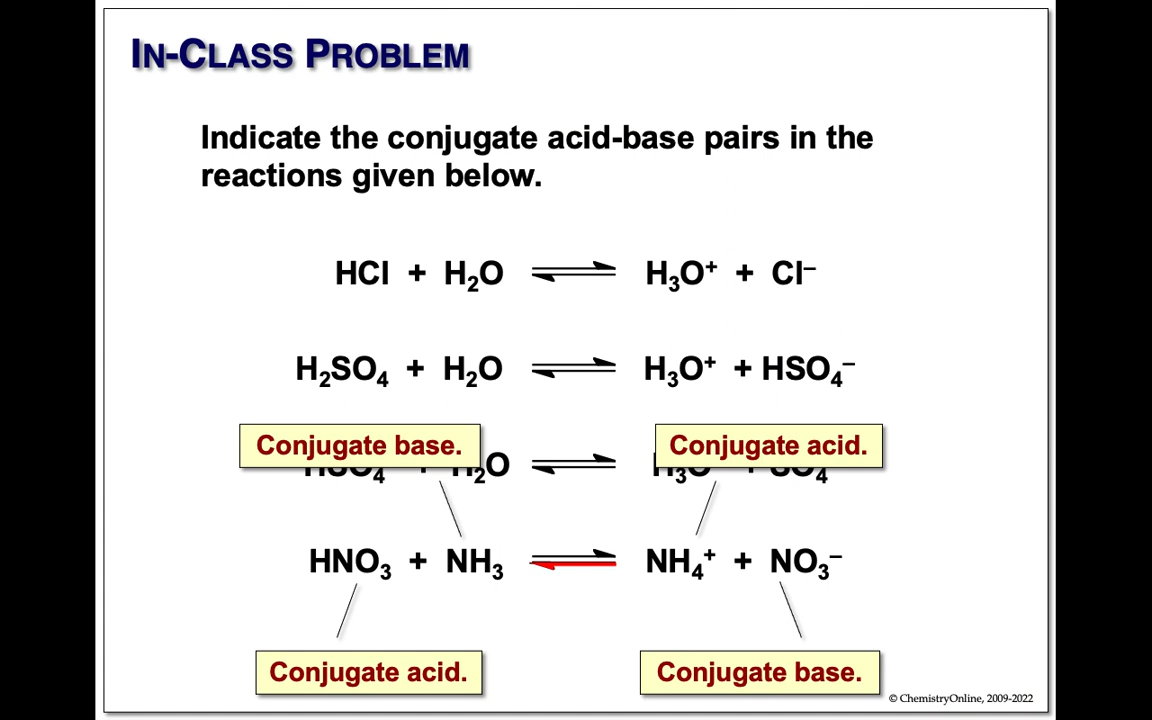 IN-CLASS PROBLEM
Indicate the conjugate acid-base pairs in the
reactions given below.
HCl + H₂O ⇌ H₃O⁺ + Cl⁻
H₂SO₄ + H₂O ⇌ H₃O⁺ + HSO₄⁻
Conjugate base. Conjugate acid.
H₂O ⇌
HNO₃ + NH₃ ⇌ NH₄⁺ + NO₃⁻
Conjugate acid. Conjugate base.
© ChemistryOnline, 2009-2022